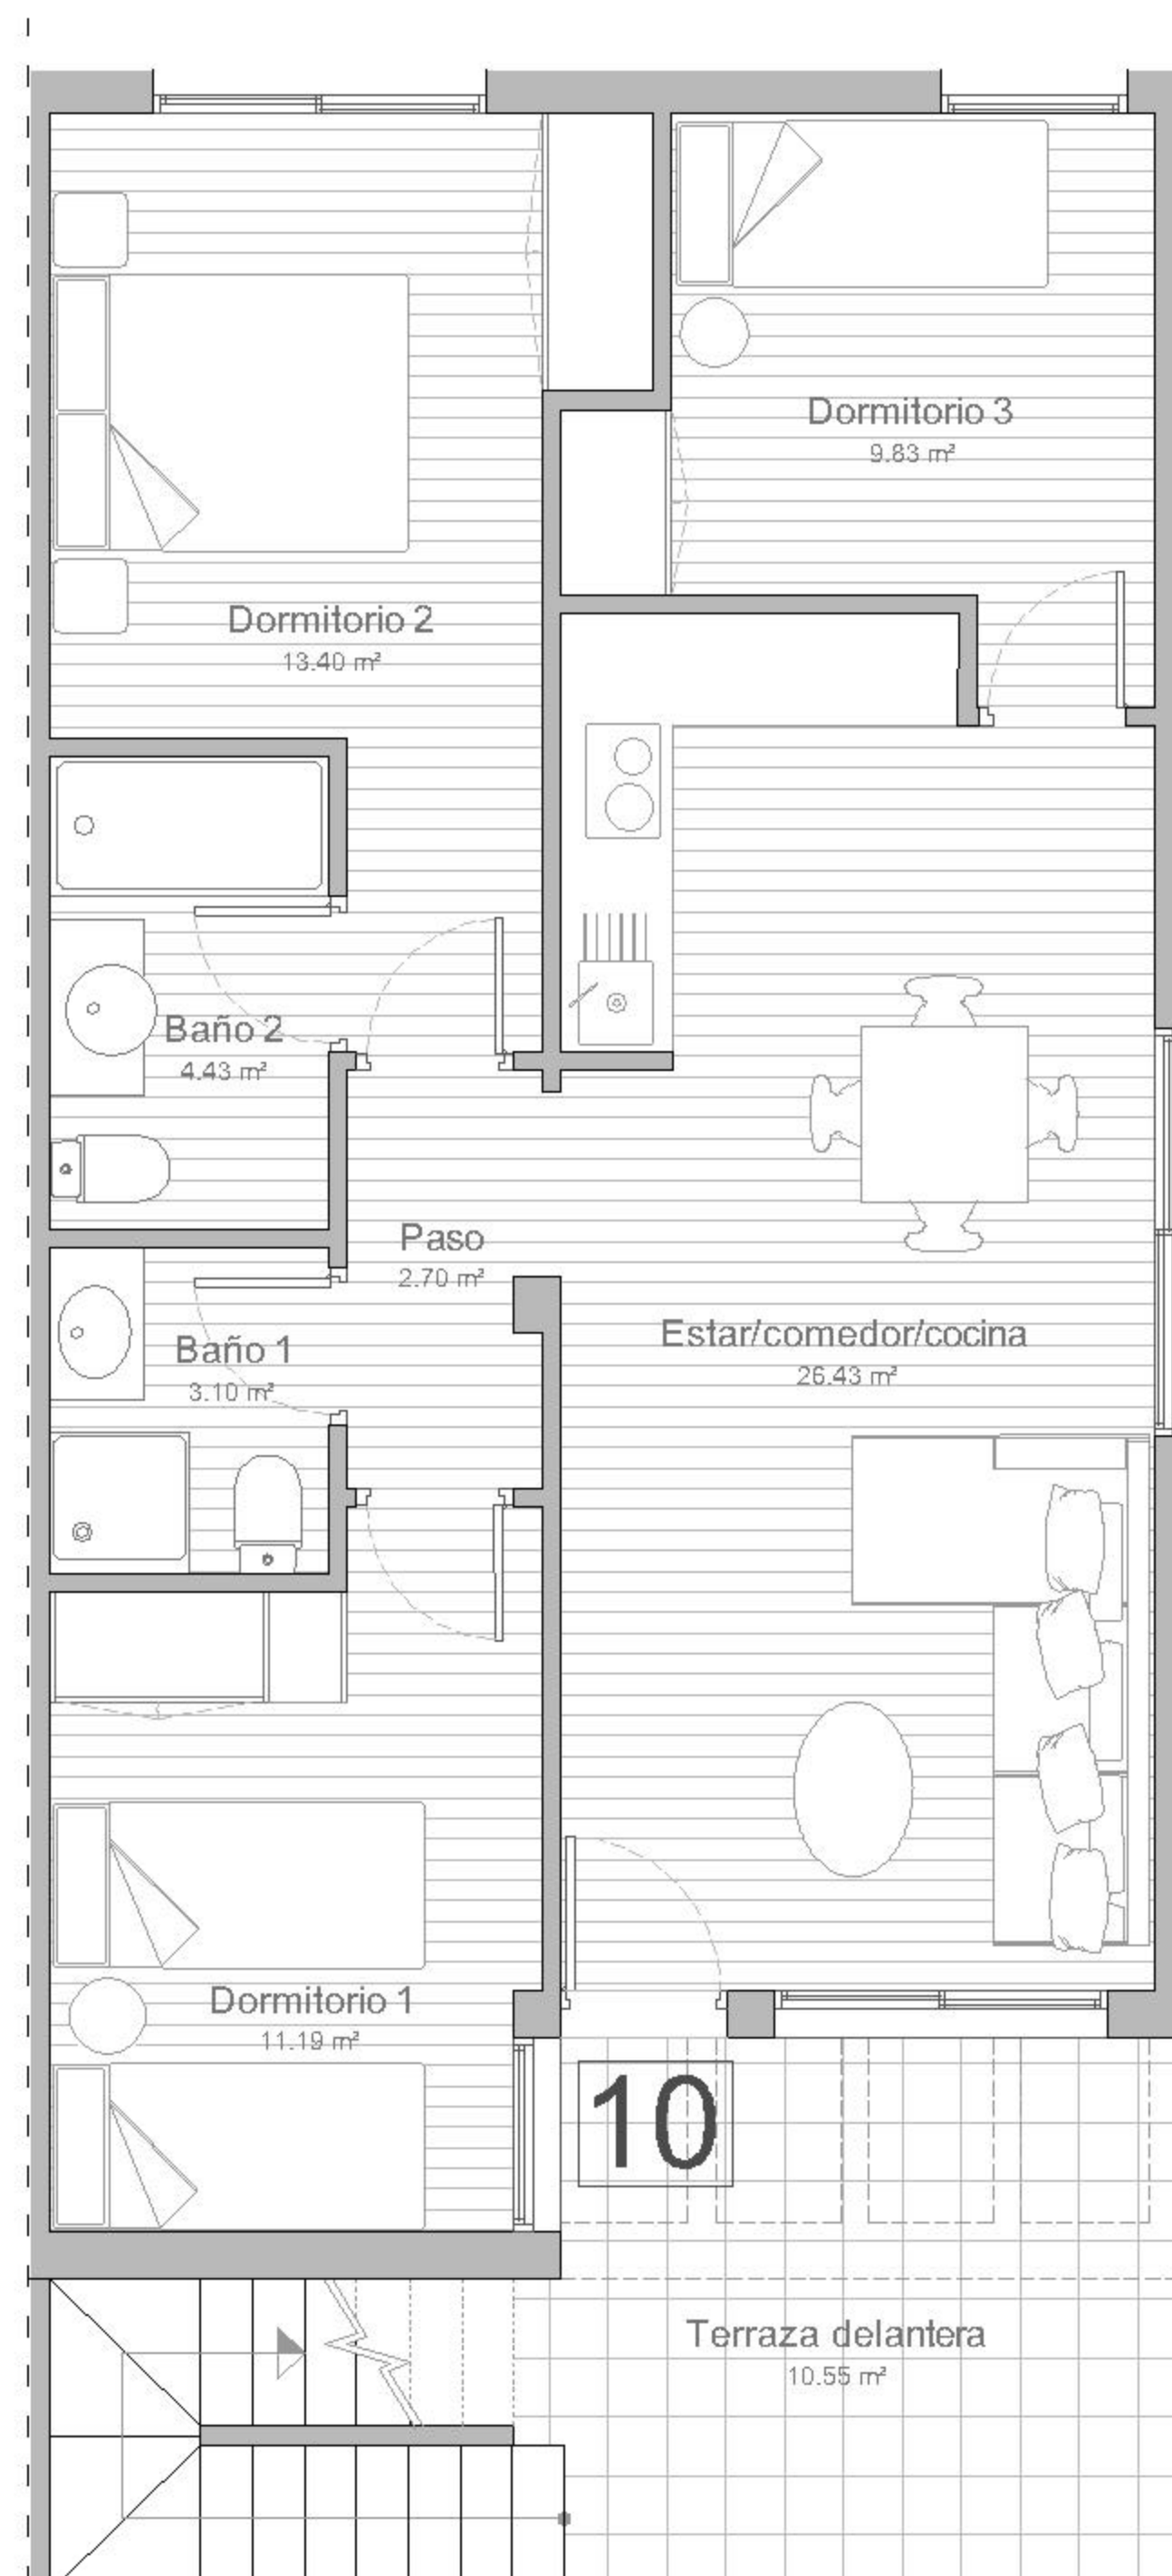 Dormitorio 3
9.83 m²
Dormitorio 2
13.40 m²
Baño 2
4.43 m²
Paso
2.70 m²
Baño 1
3.10 m²
Estar/comedor/cocina
26.43 m²
Dormitorio 1
11.19 m²
10
Terraza delantera
10.55 m²